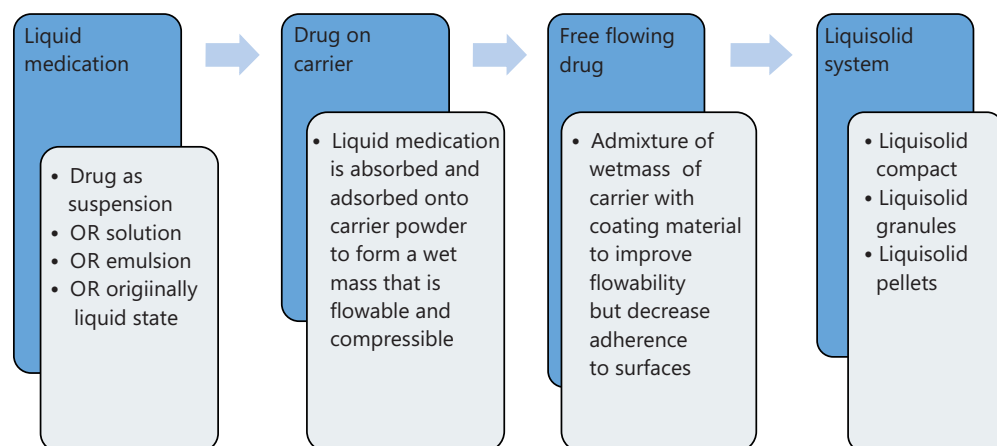 Liquid
medication
• Drug as
suspension
• OR solution
• OR emulsion
• OR origiinally
liquid state
Drug on
carrier
• Liquid medication
is absorbed and
adsorbed onto
carrier powder
to form a wet
mass that is
flowable and
compressible
Free flowing
drug
• Admixture of
wetmass of
carrier with
coating material
to improve
flowability
but decrease
adherence
to surfaces
Liquisolid
system
• Liquisolid
compact
• Liquisolid
granules
• Liquisolid
pellets